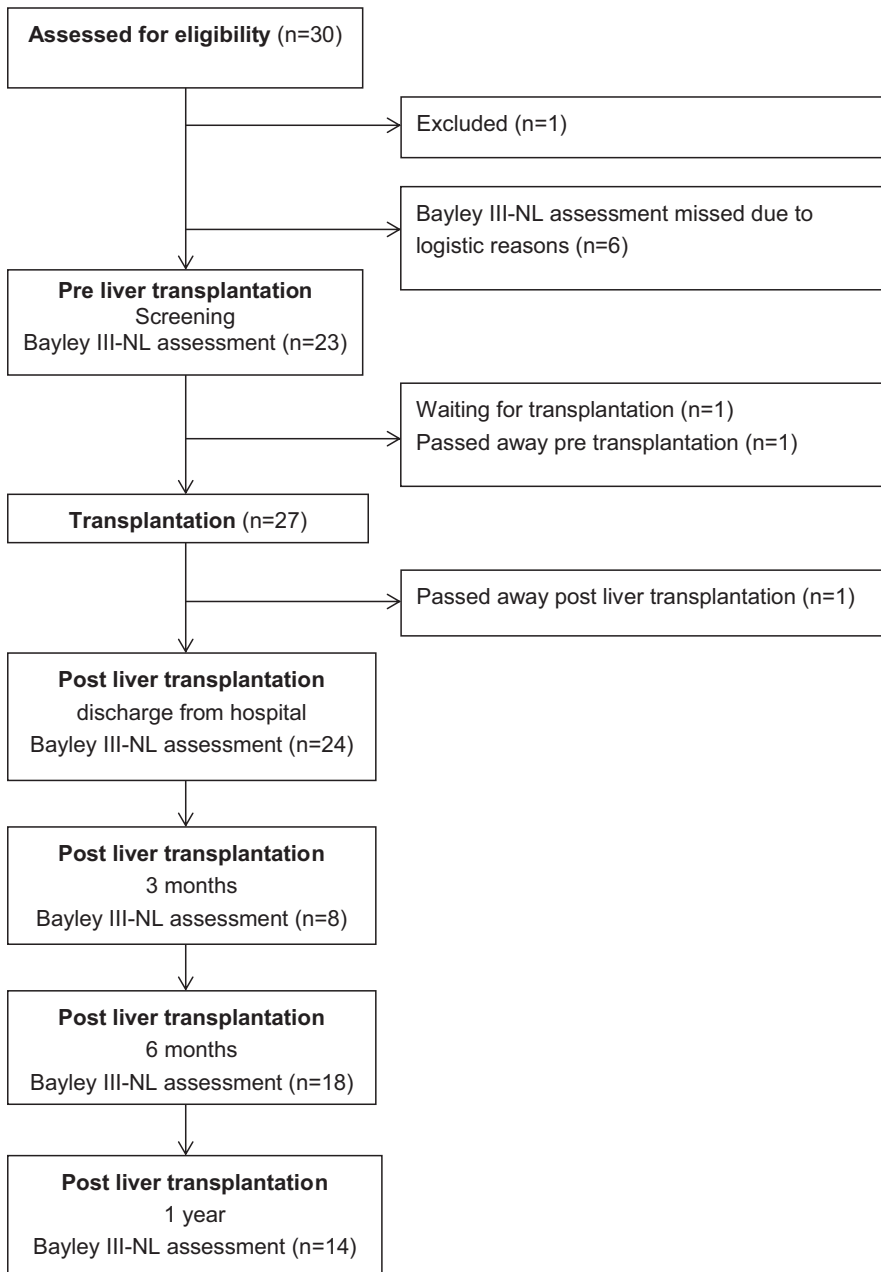 Assessed for eligibility (n=30)
Excluded (n=1)
Bayley III-NL assessment missed due to
logistic reasons (n=6)
Pre liver transplantation
Screening
Bayley III-NL assessment (n=23)
Waiting for transplantation (n=1)
Passed away pre transplantation (n=1)
Transplantation (n=27)
Passed away post liver transplantation (n=1)
Post liver transplantation
discharge from hospital
Bayley III-NL assessment (n=24)
Post liver transplantation
3 months
Bayley III-NL assessment (n=8)
Post liver transplantation
6 months
Bayley III-NL assessment (n=18)
Post liver transplantation
1 year
Bayley III-NL assessment (n=14)